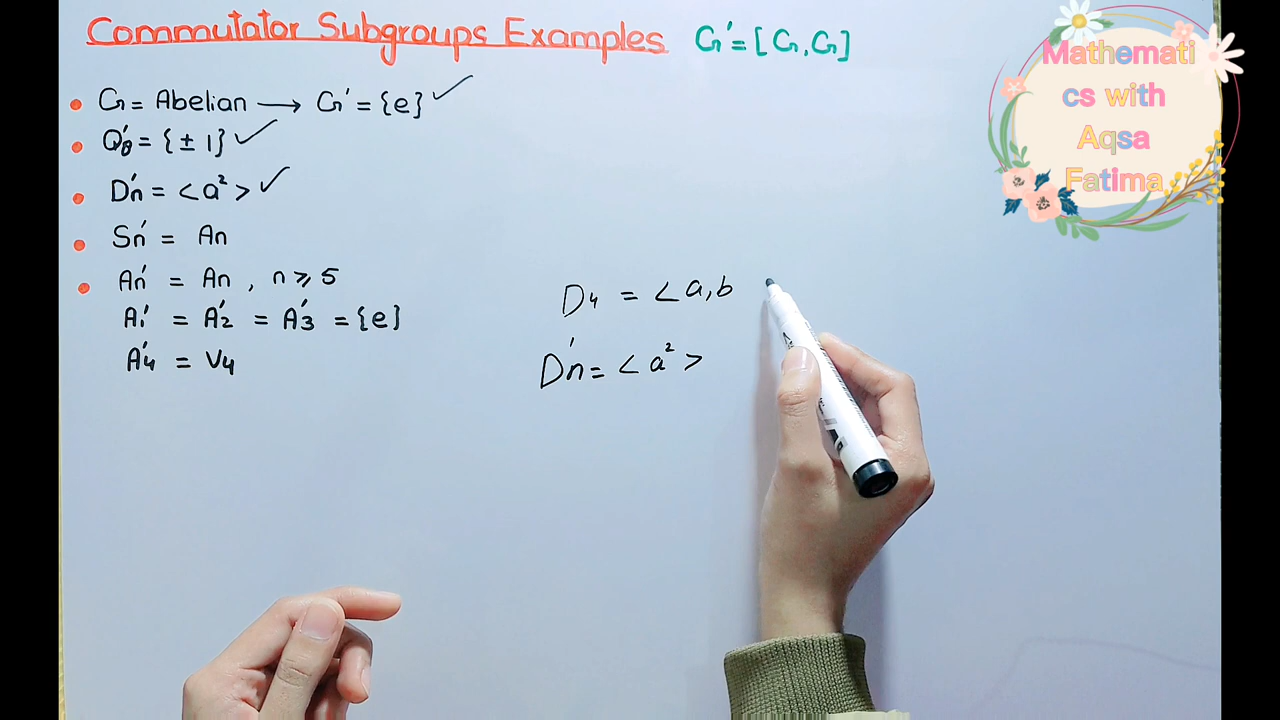 Commutator Subgroups Examples G' = [G, G]
Mathemati
cs with
Aqsa
Fatima
• G = Abelian → G' = {e} ✓
• Q₈' = {± 1} ✓
• Dn' = <a²> ✓
• Sn' = An
• An' = An , n ≥ 5
A₁' = A₂' = A₃' = {e}
A₄' = V₄
D₄ = <a,b
Dn' = <a²>